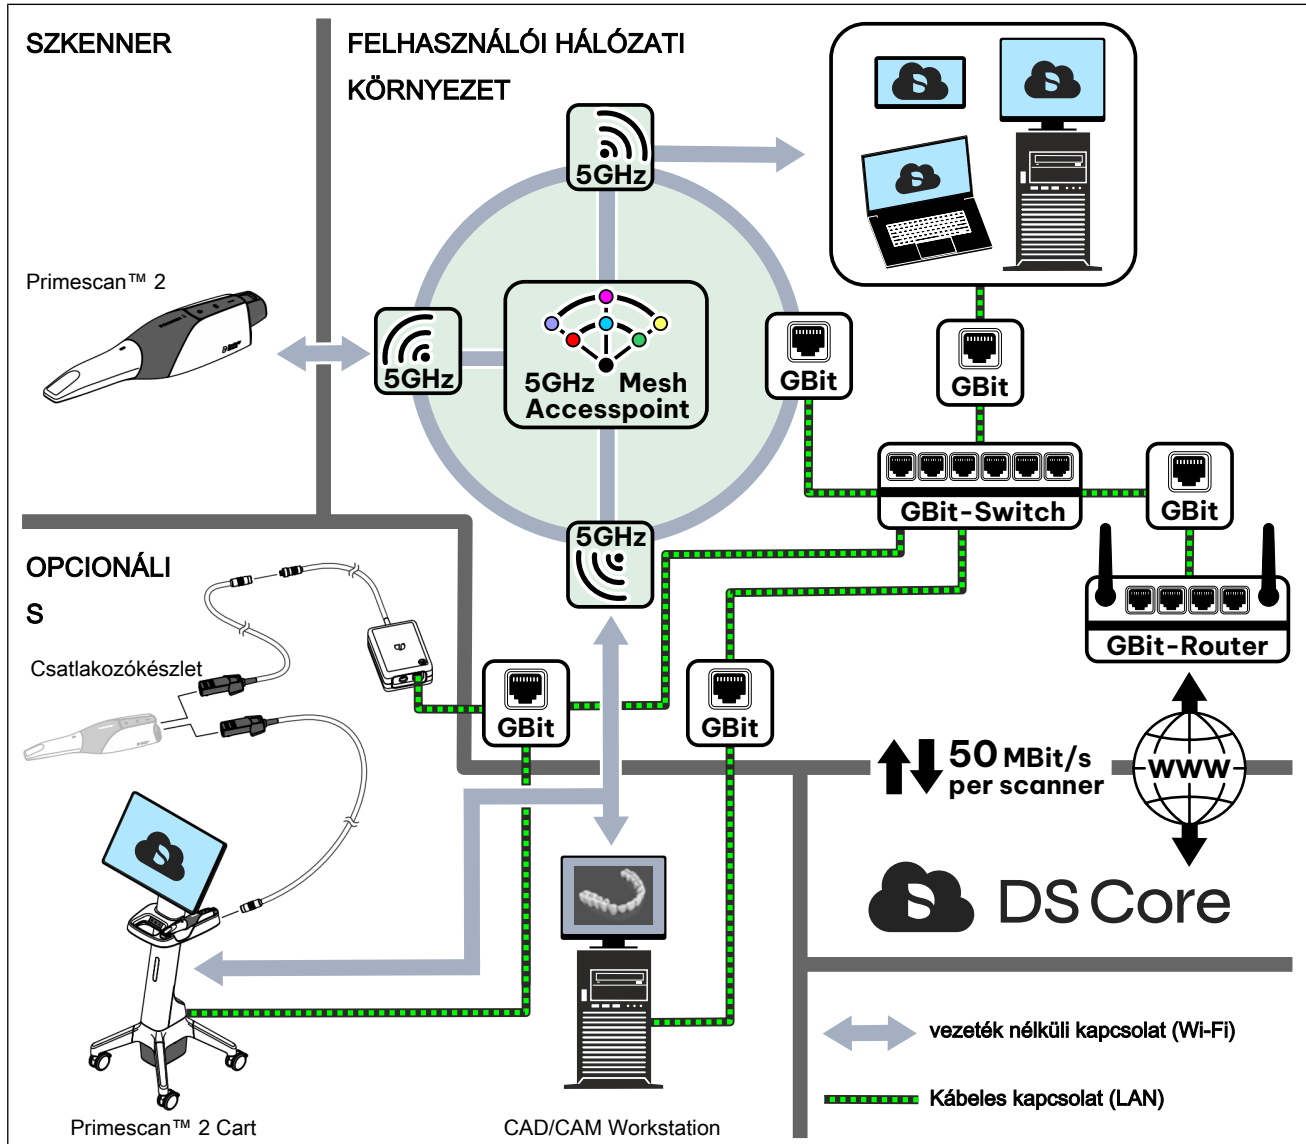 SZKENNER
FELHASZNÁLÓI HÁLÓZATI
KÖRNYEZET
5GHz
Primescan™ 2
5GHz
5GHz Mesh
Accesspoint
GBit
GBit
GBit-Switch
GBit
5GHz
GBit-Router
OPCIONÁLI
S
Csatlakozókészlet
GBit
GBit
50 MBit/s
per scanner
WWW
DS Core
vezeték nélküli kapcsolat (Wi-Fi)
Kábeles kapcsolat (LAN)
Primescan™ 2 Cart
CAD/CAM Workstation